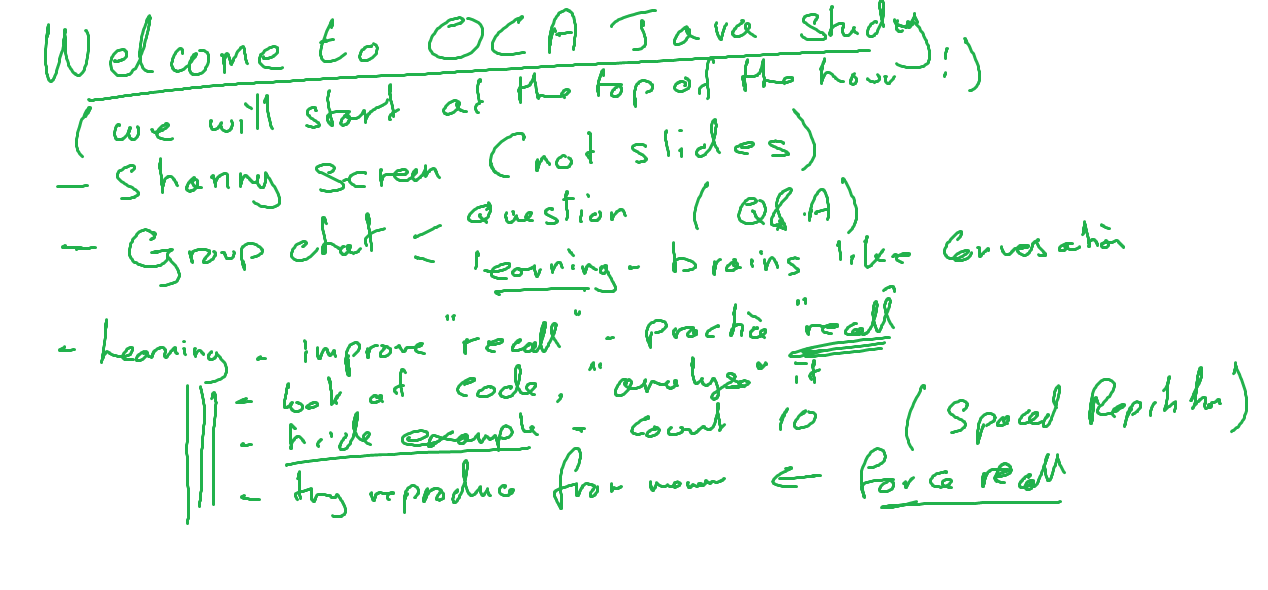 Welcome to OCA Java Study!
(we will start at the top of the hour)
- Sharing Screen (not slides)
- Group chat - Question (Q&A)
- learning - brains like conversation
- Learning - improve "recall" - practice "recall"
- look at code, "analyse" it
- hide example - count 10 (Spaced Repitition)
- try reproduce from memory ← force recall